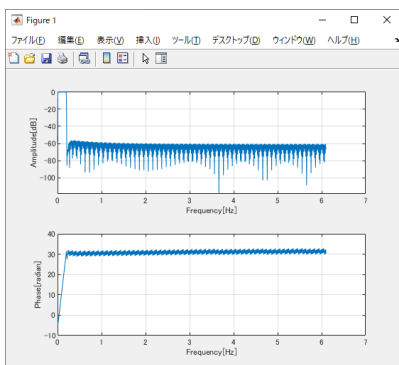 Figure 1
ファイル(F) 編集(E) 表示(V) 挿入(I) ツール(T) デスクトップ(D) ウィンドウ(W) ヘルプ(H)
0
-20
-40
-60
-80
-100
Amplitude[dB]
0 1 2 3 4 5 6 7
Frequency[Hz]
40
30
20
10
0
-10
Phase[radian]
0 1 2 3 4 5 6 7
Frequency[Hz]